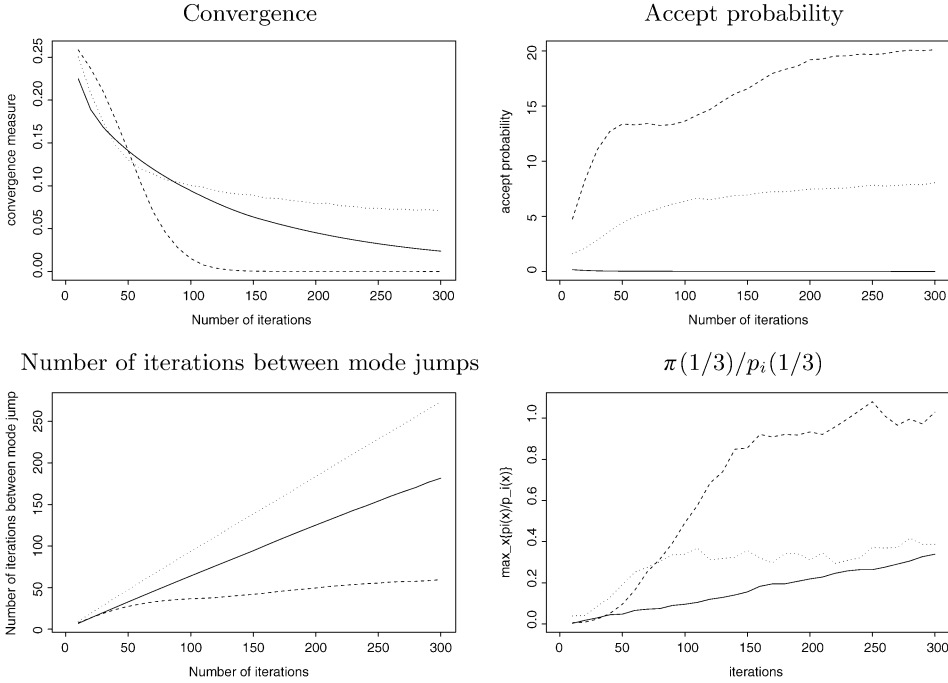 Convergence
convergence measure
0.00 0.05 0.10 0.15 0.20 0.25
0 50 100 150 200 250 300
Number of iterations
Accept probability
accept probability
0 5 10 15 20
0 50 100 150 200 250 300
Number of iterations
Number of iterations between mode jumps
Number of iterations between mode jump
0 50 100 150 200 250
0 50 100 150 200 250 300
Number of iterations
π(1/3)/p_i(1/3)
max_x{pi(x)/p_i(x)}
0.0 0.2 0.4 0.6 0.8 1.0
0 50 100 150 200 250 300
iterations